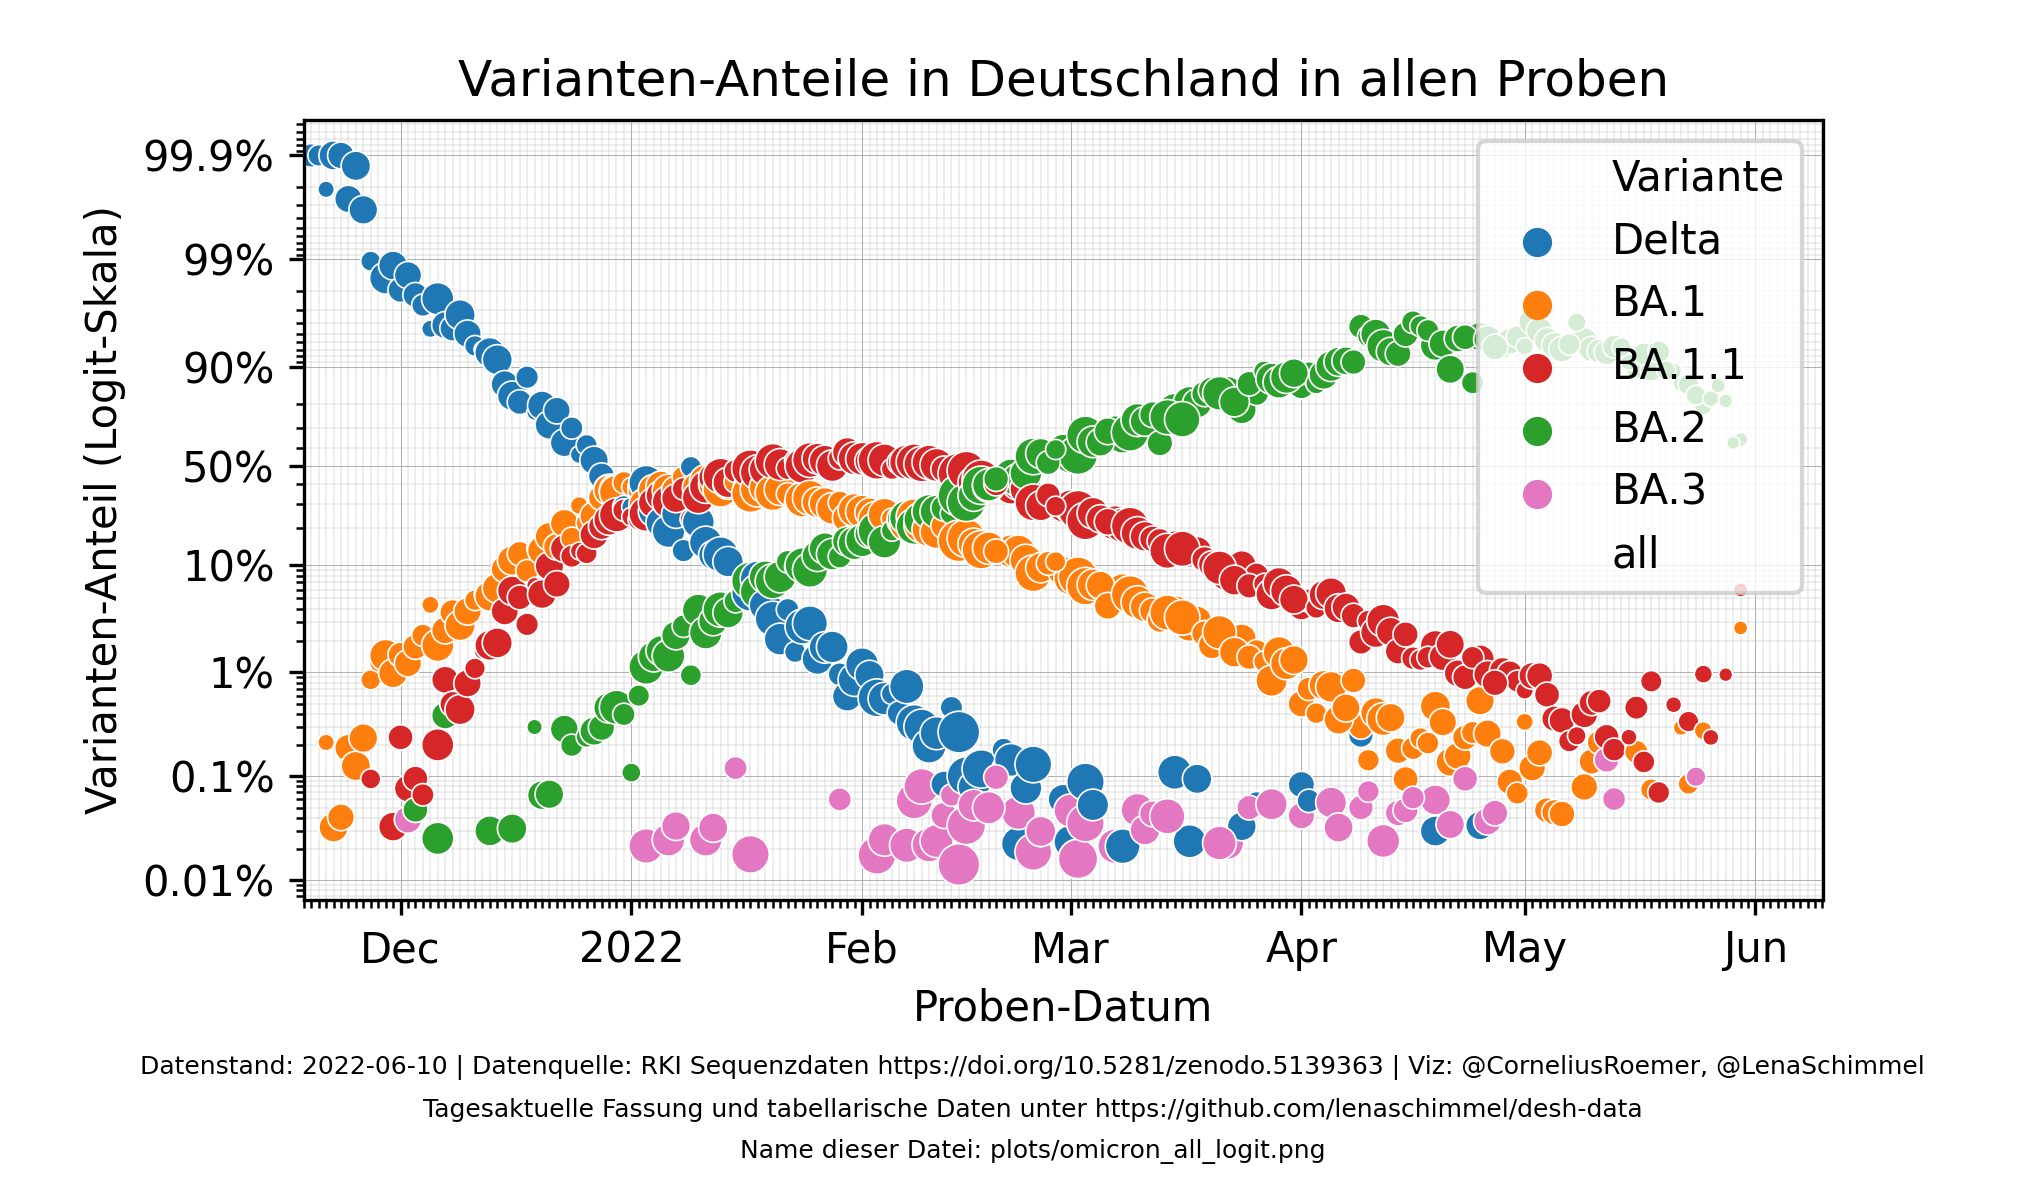 Varianten-Anteile in Deutschland in allen Proben
Varianten-Anteil (Logit-Skala)
99.9%
99%
90%
50%
10%
1%
0.1%
0.01%
Variante
Delta
BA.1
BA.1.1
BA.2
BA.3
all
Dec 2022 Feb Mar Apr May Jun
Proben-Datum
Datenstand: 2022-06-10 | Datenquelle: RKI Sequenzdaten https://doi.org/10.5281/zenodo.5139363 | Viz: @CorneliusRoemer, @LenaSchimmel
Tagesaktuelle Fassung und tabellarische Daten unter https://github.com/lenaschimmel/desh-data
Name dieser Datei: plots/omicron_all_logit.png